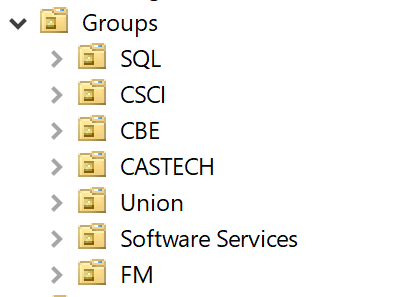 Groups
SQL
CSCI
CBE
CASTECH
Union
Software Services
FM